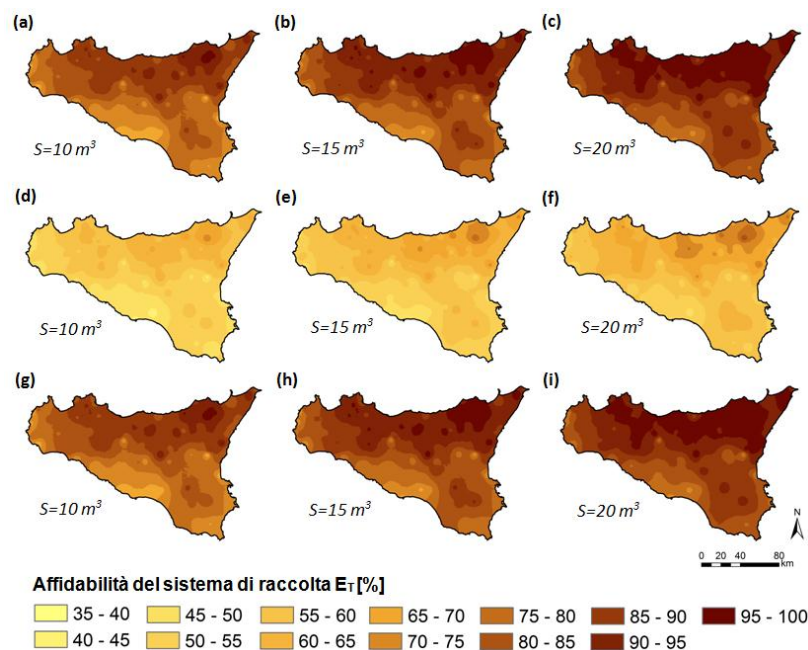 (a) (b) (c)
S=10 m³ S=15 m³ S=20 m³
(d) (e) (f)
S=10 m³ S=15 m³ S=20 m³
(g) (h) (i)
S=10 m³ S=15 m³ S=20 m³
N
0 20 40 80
km
Affidabilità del sistema di raccolta E_T [%]
35 - 40 45 - 50 55 - 60 65 - 70 75 - 80 85 - 90 95 - 100
40 - 45 50 - 55 60 - 65 70 - 75 80 - 85 90 - 95